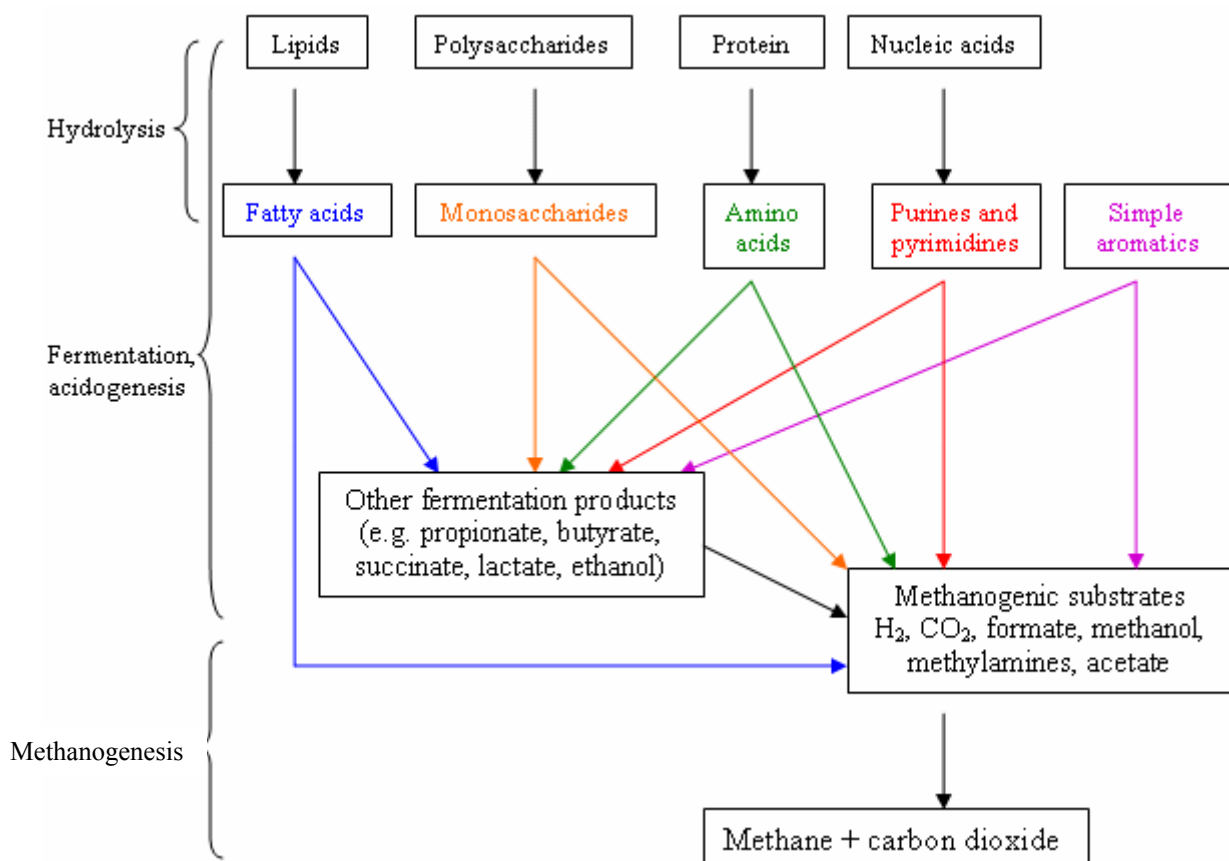 Lipids
Polysaccharides
Protein
Nucleic acids
Hydrolysis
Fatty acids
Monosaccharides
Amino
acids
Purines and
pyrimidines
Simple
aromatics
Fermentation,
acidogenesis
Other fermentation products
(e.g. propionate, butyrate,
succinate, lactate, ethanol)
Methanogenic substrates
H₂, CO₂, formate, methanol,
methylamines, acetate
Methanogenesis
Methane + carbon dioxide